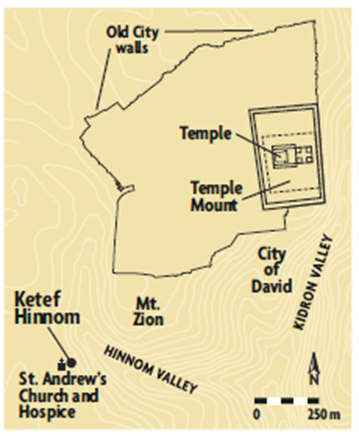 Old City
walls
Temple
Temple
Mount
City
of
David
KIDRON VALLEY
Ketef
Hinnom
Mt.
Zion
HINNOM VALLEY
St. Andrew's
Church and
Hospice
N
0 250 m